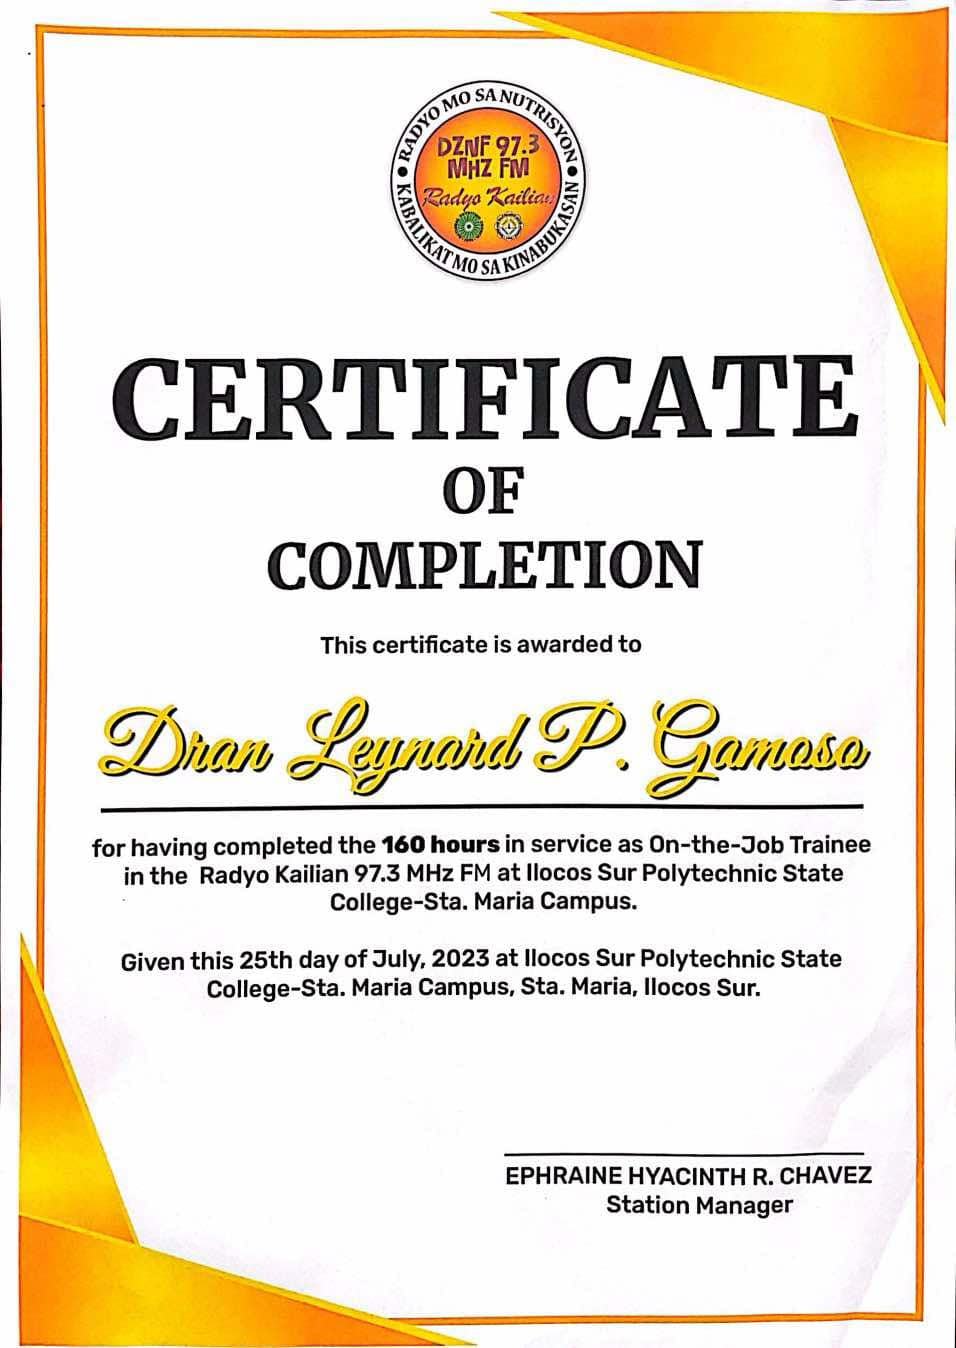 RADYO MO SA NUTRISYON
DZNF 97.3
MHZ FM
Radyo Kailian
KABALIKAT MO SA KINABUKASAN
CERTIFICATE
OF
COMPLETION
This certificate is awarded to
Dran Leynard P. Gamoso
for having completed the 160 hours in service as On-the-Job Trainee
in the Radyo Kailian 97.3 MHz FM at Ilocos Sur Polytechnic State
College-Sta. Maria Campus.
Given this 25th day of July, 2023 at Ilocos Sur Polytechnic State
College-Sta. Maria Campus, Sta. Maria, Ilocos Sur.
EPHRAINE HYACINTH R. CHAVEZ
Station Manager